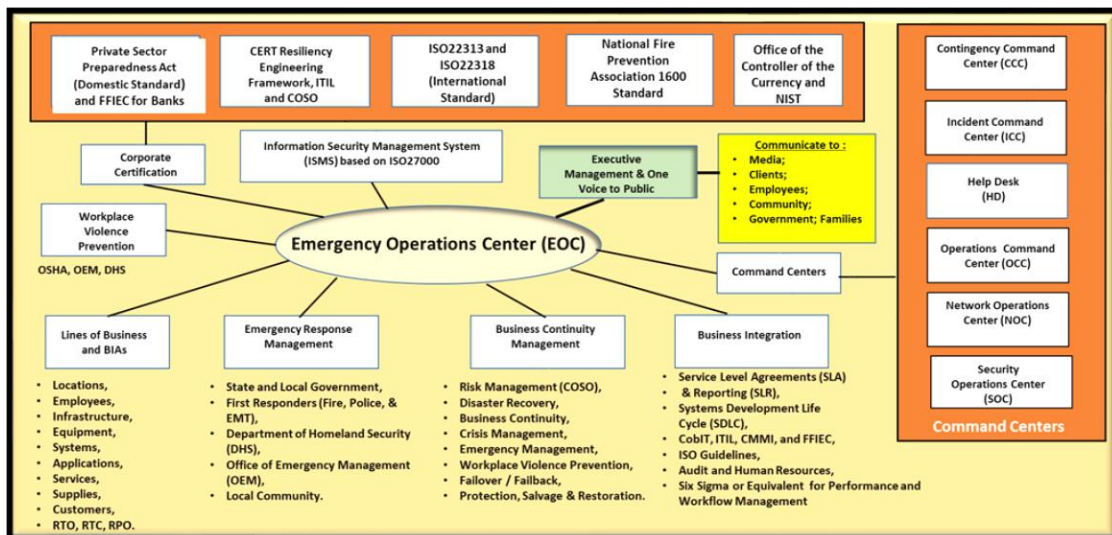 Private Sector
Preparedness Act
(Domestic Standard)
and FFIEC for Banks
CERT Resiliency
Engineering
Framework, ITIL
and COSO
ISO22313 and
ISO22318
(International
Standard)
National Fire
Prevention
Association 1600
Standard
Office of the
Controller of the
Currency and
NIST
Contingency Command
Center (CCC)
Incident Command
Center (ICC)
Help Desk
(HD)
Operations Command
Center (OCC)
Network Operations
Center (NOC)
Security
Operations Center
(SOC)
Command Centers
Corporate
Certification
Information Security Management System
(ISMS) based on ISO27000
Executive
Management & One
Voice to Public
Communicate to :
• Media;
• Clients;
• Employees;
• Community;
• Government; Families
Workplace
Violence
Prevention
OSHA, OEM, DHS
Emergency Operations Center (EOC)
Command Centers
Lines of Business
and BIAs
• Locations,
• Employees,
• Infrastructure,
• Equipment,
• Systems,
• Applications,
• Services,
• Supplies,
• Customers,
• RTO, RTC, RPO.
Emergency Response
Management
• State and Local Government,
• First Responders (Fire, Police, &
EMT),
• Department of Homeland Security
(DHS),
• Office of Emergency Management
(OEM),
• Local Community.
Business Continuity
Management
• Risk Management (COSO),
• Disaster Recovery,
• Business Continuity,
• Crisis Management,
• Emergency Management,
• Workplace Violence Prevention,
• Failover / Failback,
• Protection, Salvage & Restoration.
Business Integration
• Service Level Agreements (SLA)
• & Reporting (SLR),
• Systems Development Life
Cycle (SDLC),
• CobIT, ITIL, CMMI, and FFIEC,
• ISO Guidelines,
• Audit and Human Resources,
• Six Sigma or Equivalent for Performance and
Workflow Management